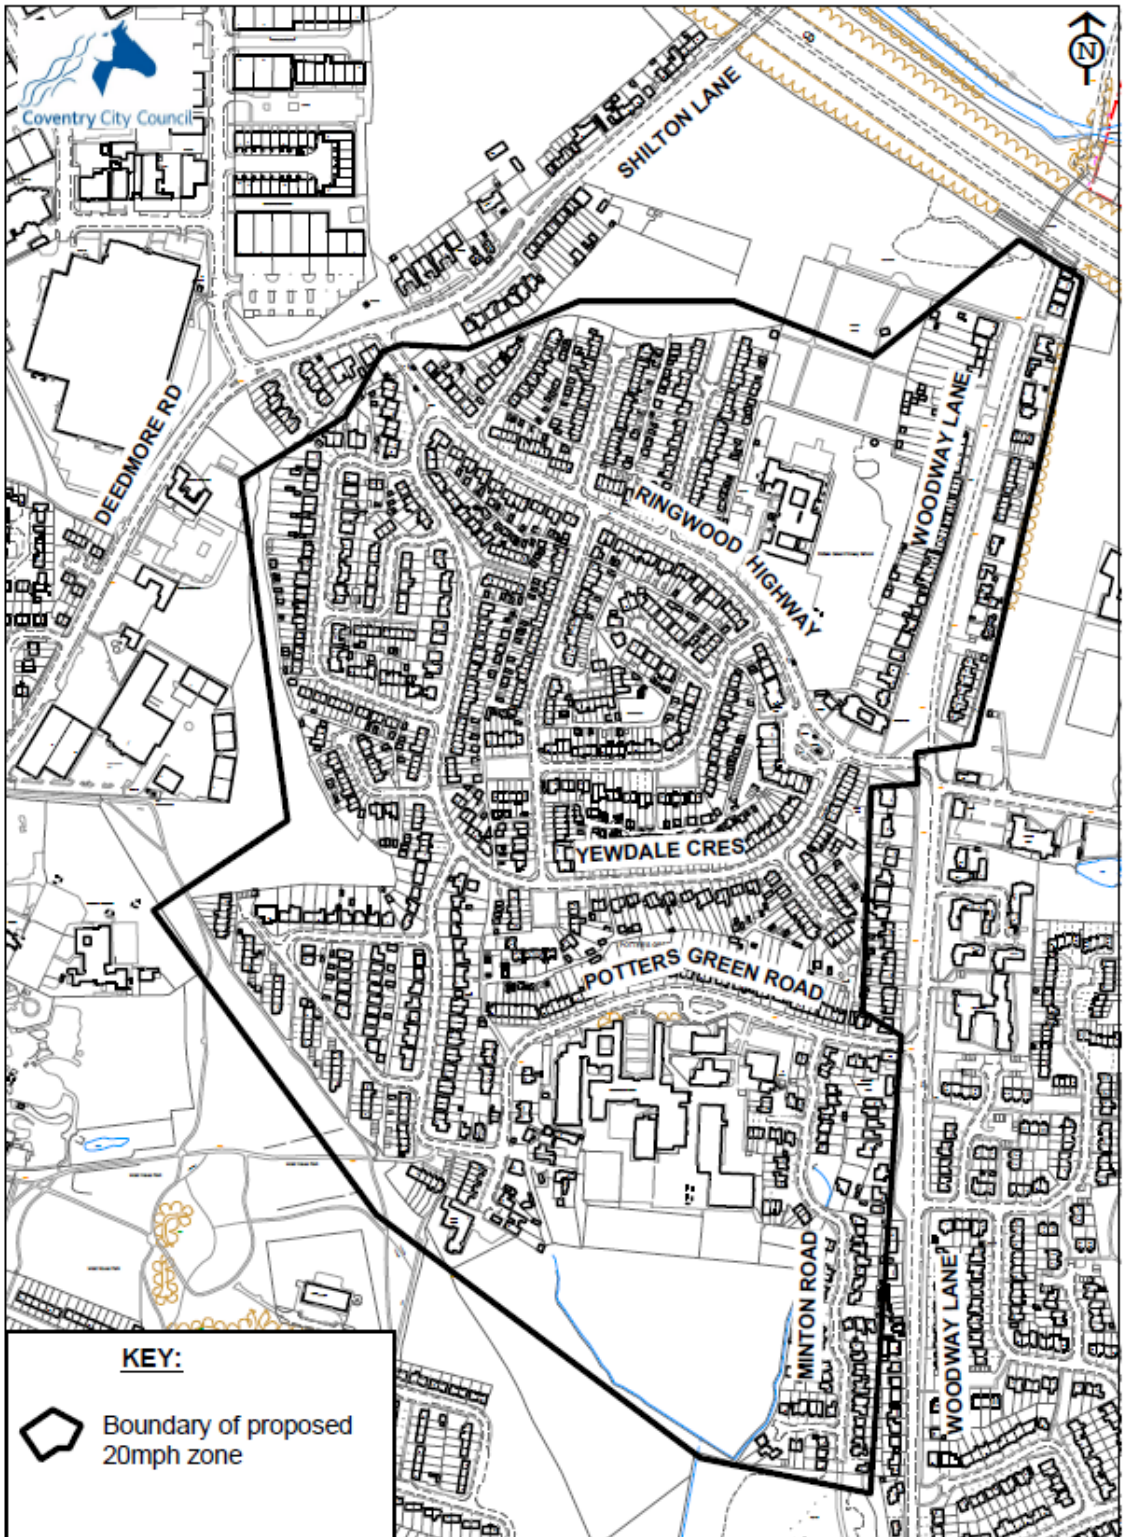 Coventry City Council
N
SHILTON LANE
DEEDMORE RD
WOODWAY LANE
RINGWOOD HIGHWAY
YEWDALE CRES
POTTERS GREEN ROAD
MINTON ROAD
WOODWAY LANE
KEY:
Boundary of proposed
20mph zone